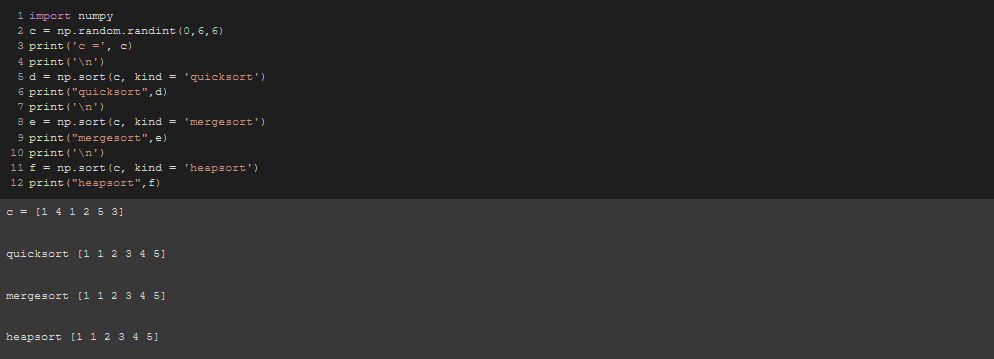 1 import numpy
2 c = np.random.randint(0,6,6)
3 print('c =', c)
4 print('\n')
5 d = np.sort(c, kind = 'quicksort')
6 print("quicksort",d)
7 print('\n')
8 e = np.sort(c, kind = 'mergesort')
9 print("mergesort",e)
10 print('\n')
11 f = np.sort(c, kind = 'heapsort')
12 print("heapsort",f)
c = [1 4 1 2 5 3]
quicksort [1 1 2 3 4 5]
mergesort [1 1 2 3 4 5]
heapsort [1 1 2 3 4 5]